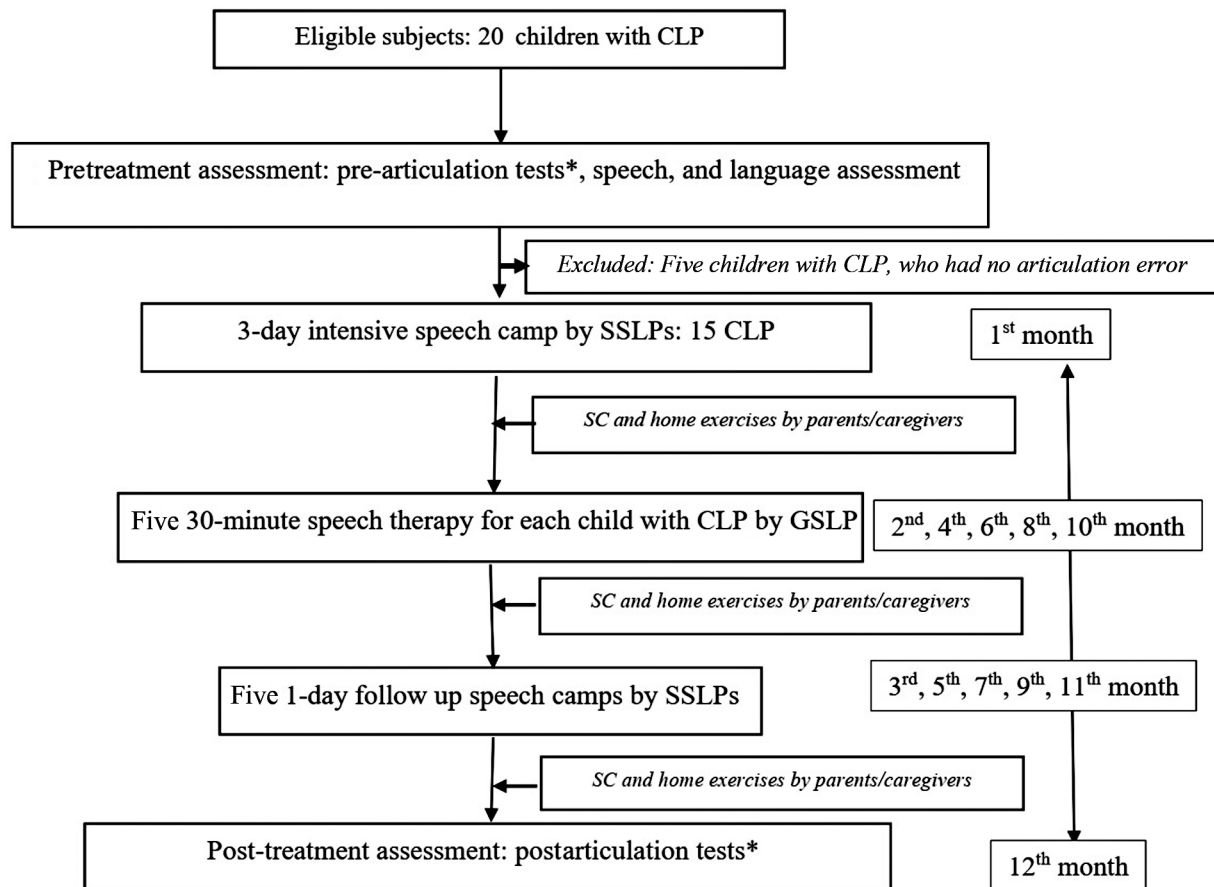 Eligible subjects: 20 children with CLP
Pretreatment assessment: pre-articulation tests*, speech, and language assessment
Excluded: Five children with CLP, who had no articulation error
3-day intensive speech camp by SSLPs: 15 CLP
1st month
SC and home exercises by parents/caregivers
Five 30-minute speech therapy for each child with CLP by GSLP
2nd, 4th, 6th, 8th, 10th month
SC and home exercises by parents/caregivers
Five 1-day follow up speech camps by SSLPs
3rd, 5th, 7th, 9th, 11th month
SC and home exercises by parents/caregivers
Post-treatment assessment: postarticulation tests*
12th month